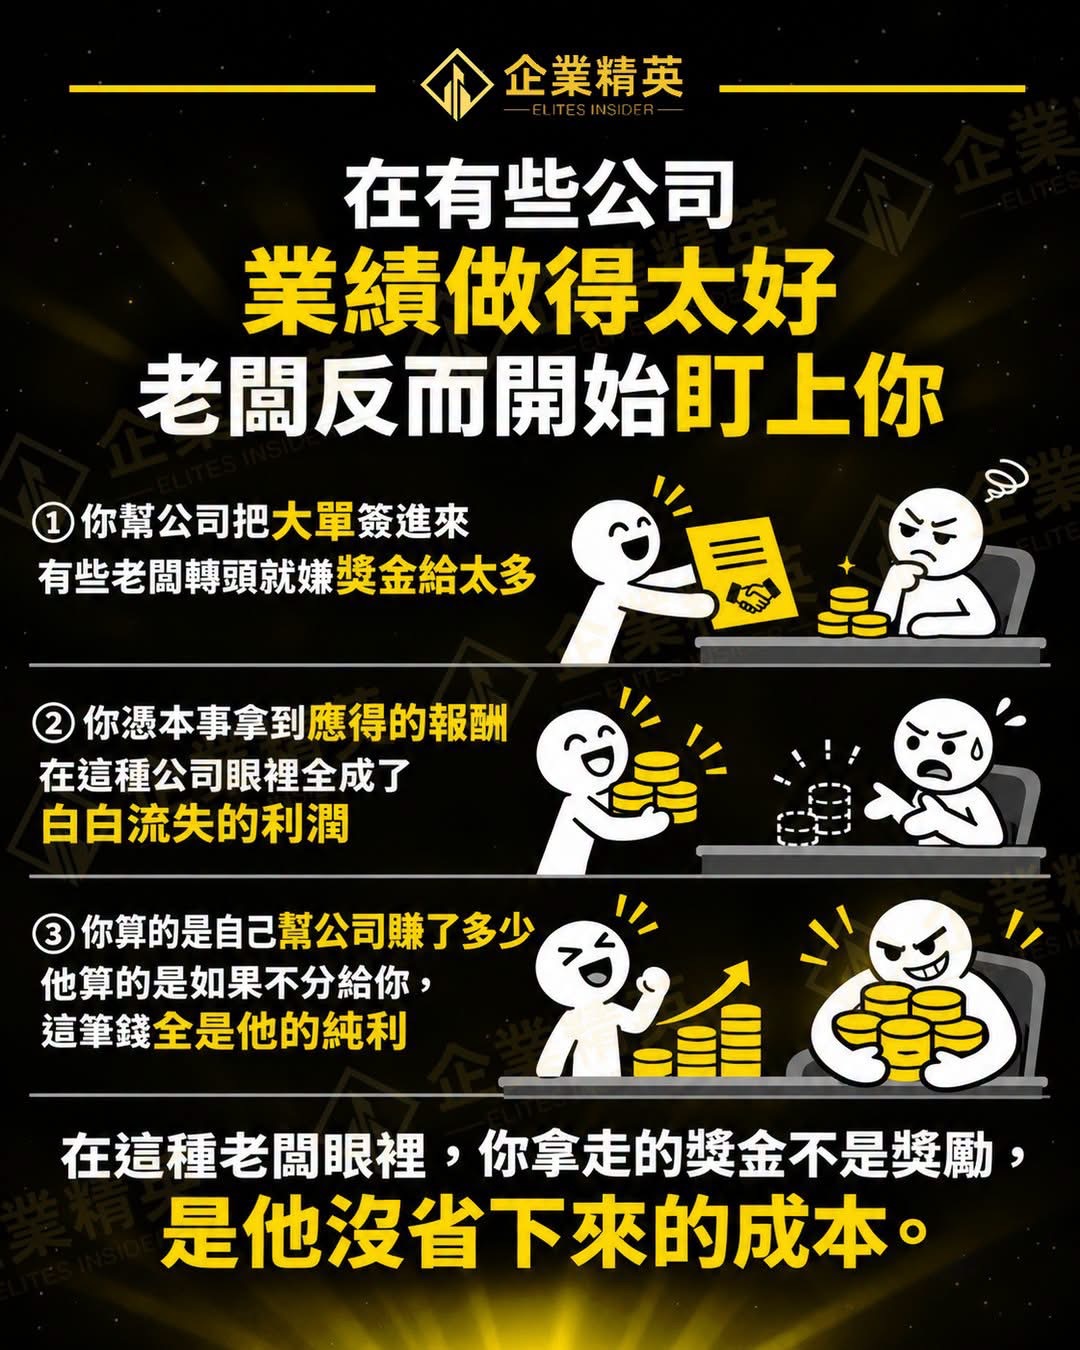 企業精英
ELITES INSIDER
在有些公司
業績做得太好
老闆反而開始盯上你
①你幫公司把大單簽進來
有些老闆轉頭就嫌獎金給太多
②你憑本事拿到應得的報酬
在這種公司眼裡全成了
白白流失的利潤
③你算的是自己幫公司賺了多少
他算的是如果不分給你，
這筆錢全是他的純利
在這種老闆眼裡，你拿走的獎金不是獎勵，
是他沒省下來的成本。